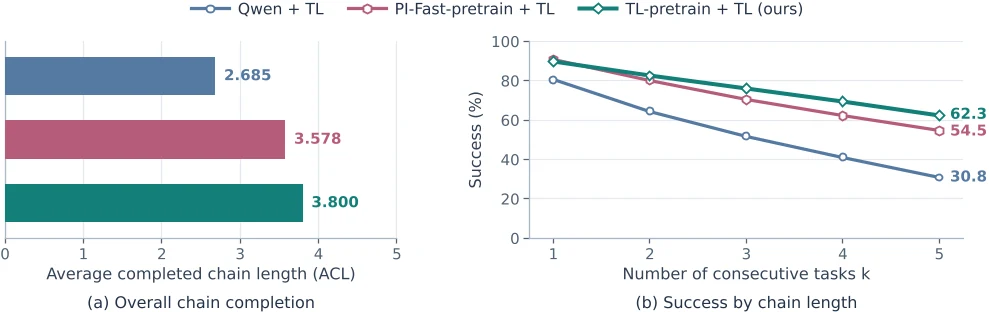 Qwen + TL
PI-Fast-pretrain + TL
TL-pretrain + TL (ours)
2.685
3.578
3.800
0 1 2 3 4 5
Average completed chain length (ACL)
(a) Overall chain completion
Success (%)
100
80
60
40
20
0
62.3
54.5
30.8
1 2 3 4 5
Number of consecutive tasks k
(b) Success by chain length